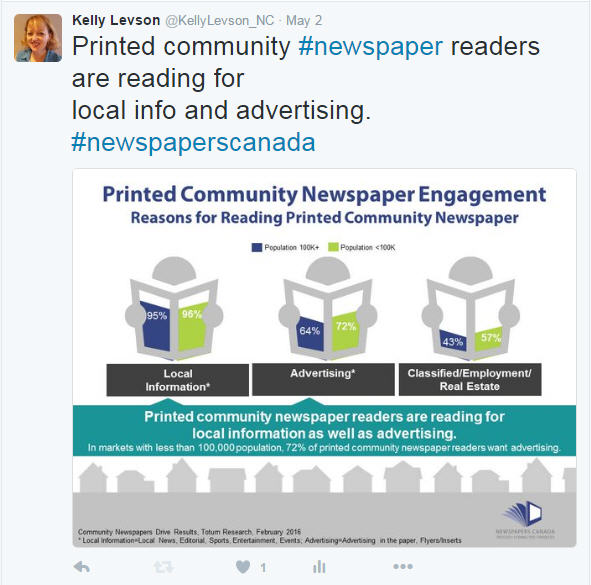 Kelly Levson @KellyLevson_NC · May 2
Printed community #newspaper readers
are reading for
local info and advertising.
#newspaperscanada
Printed Community Newspaper Engagement
Reasons for Reading Printed Community Newspaper
Population 100K+ Population <100K
95% 96%
64% 72%
43% 57%
Local
Information*
Advertising*
Classified/Employment/
Real Estate
Printed community newspaper readers are reading for
local information as well as advertising.
In markets with less than 100,000 population, 72% of printed community newspaper readers want advertising.
NEWSPAPERS CANADA
Community Newspapers Drive Results, Totum Research, February 2016
* Local Information=Local News, Editorial, Sports, Entertainment, Events; Advertising=Advertising in the paper, Flyers/Inserts
1